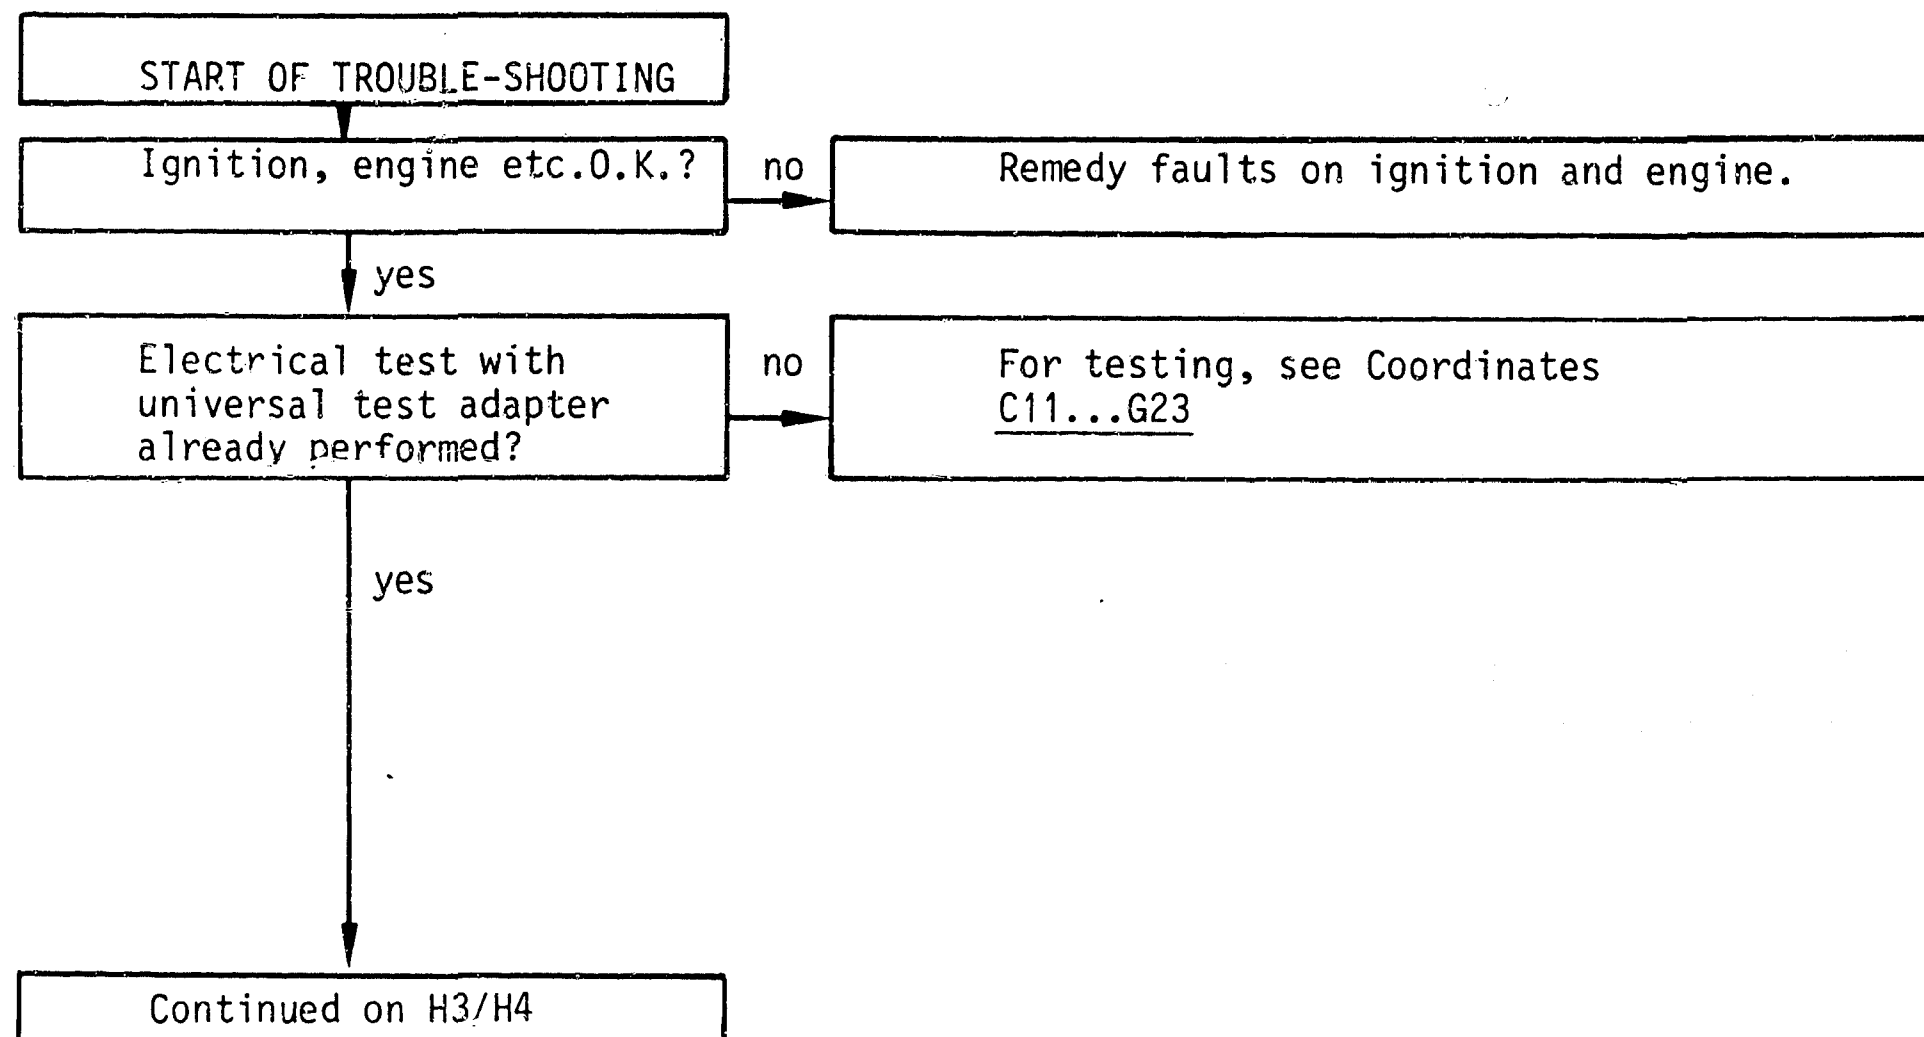 START OF TROUBLE-SHOOTING
Ignition, engine etc.O.K.?
no
Remedy faults on ignition and engine.
yes
Electrical test with
universal test adapter
already performed?
no
For testing, see Coordinates
C11...G23
yes
Continued on H3/H4